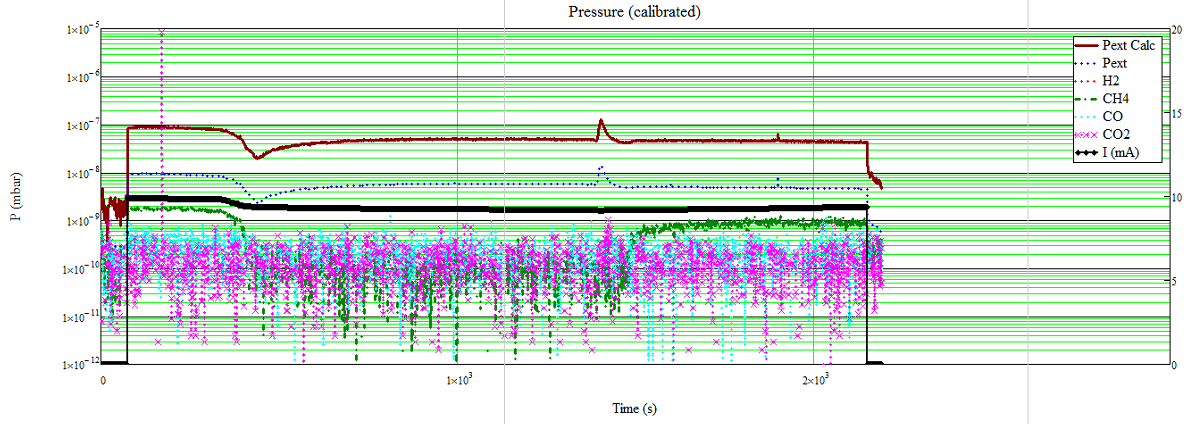 Pressure (calibrated)
1×10⁻⁵
1×10⁻⁶
1×10⁻⁷
1×10⁻⁸
1×10⁻⁹
1×10⁻¹⁰
1×10⁻¹¹
1×10⁻¹²
P (mbar)
20
15
10
5
0
Pext Calc
Pext
H2
CH4
CO
CO2
I (mA)
0
1×10³
2×10³
Time (s)